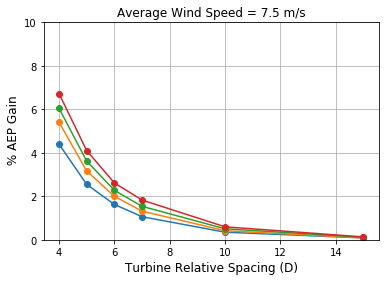 Average Wind Speed = 7.5 m/s
10
8
6
4
2
0
% AEP Gain
4 6 8 10 12 14
Turbine Relative Spacing (D)